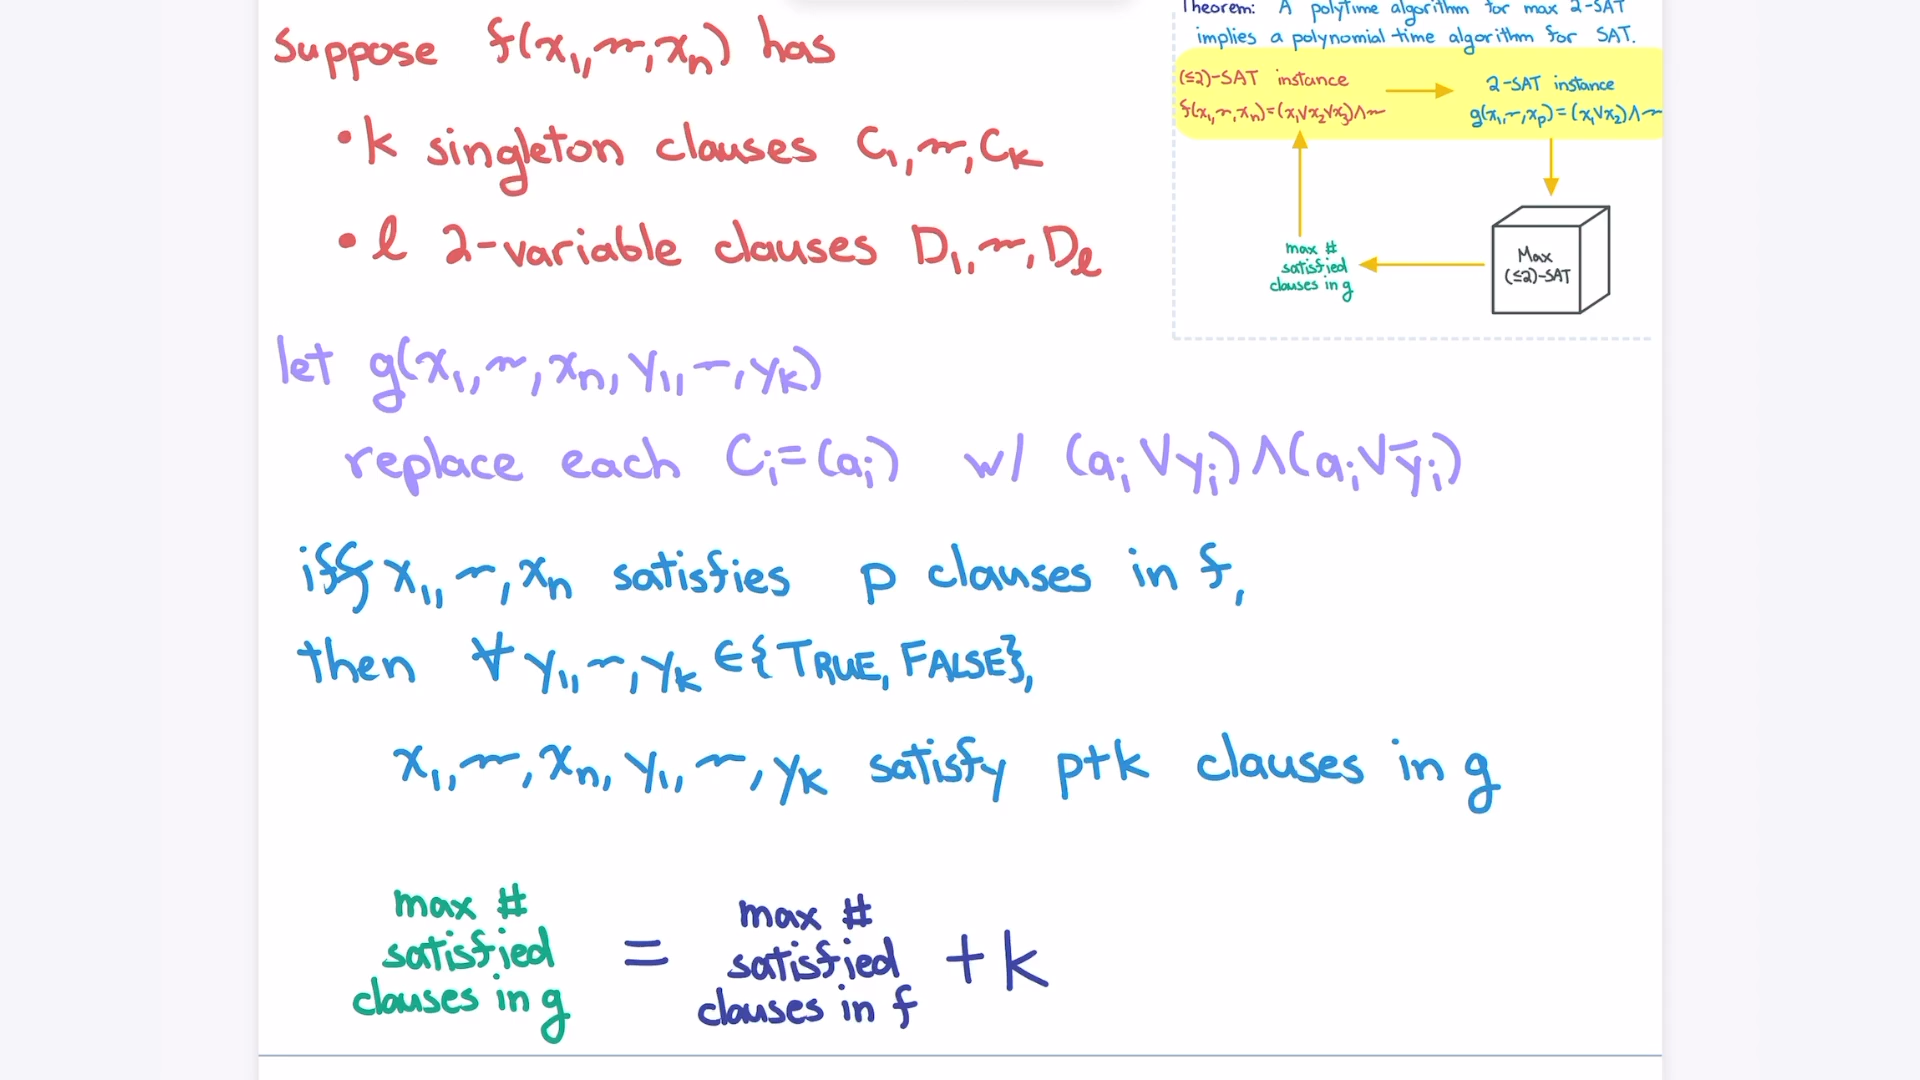 Suppose f(x₁,~,xₙ) has
• k singleton clauses C₁,~,Cₖ
• ℓ 2-variable clauses D₁,~,Dℓ
let g(x₁,~,xₙ,y₁,~,yₖ)
replace each Cᵢ=(aᵢ) w/ (aᵢ∨yᵢ)∧(aᵢ∨ȳᵢ)
iff x₁,~,xₙ satisfies p clauses in f,
then ∀ y₁,~,yₖ ∈{TRUE, FALSE},
x₁,~,xₙ,y₁,~,yₖ satisfy p+k clauses in g
max #
satisfied
clauses in g
=
max #
satisfied
clauses in f
+ k
Theorem: A polytime algorithm for max 2-SAT
implies a polynomial time algorithm for SAT.
(≤2)-SAT instance
f(x₁,~,xₙ)=(x₁∨x₂∨x₃)∧~
2-SAT instance
g(x₁,~,xₚ)=(x₁∨x₂)∧~
max #
satisfied
clauses in g
Max
(≤2)-SAT